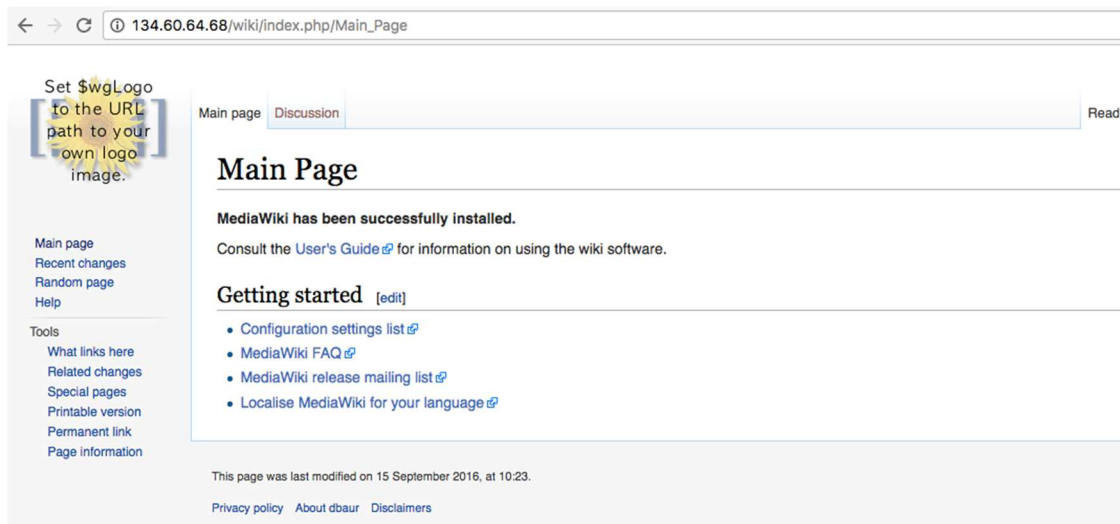 134.60.64.68/wiki/index.php/Main_Page
Set $wgLogo
to the URL
path to your
own logo
image.
Main page Discussion Read
Main Page
MediaWiki has been successfully installed.
Consult the User's Guide for information on using the wiki software.
Getting started [edit]
Configuration settings list
MediaWiki FAQ
MediaWiki release mailing list
Localise MediaWiki for your language
Main page
Recent changes
Random page
Help
Tools
What links here
Related changes
Special pages
Printable version
Permanent link
Page information
This page was last modified on 15 September 2016, at 10:23.
Privacy policy About dbaur Disclaimers